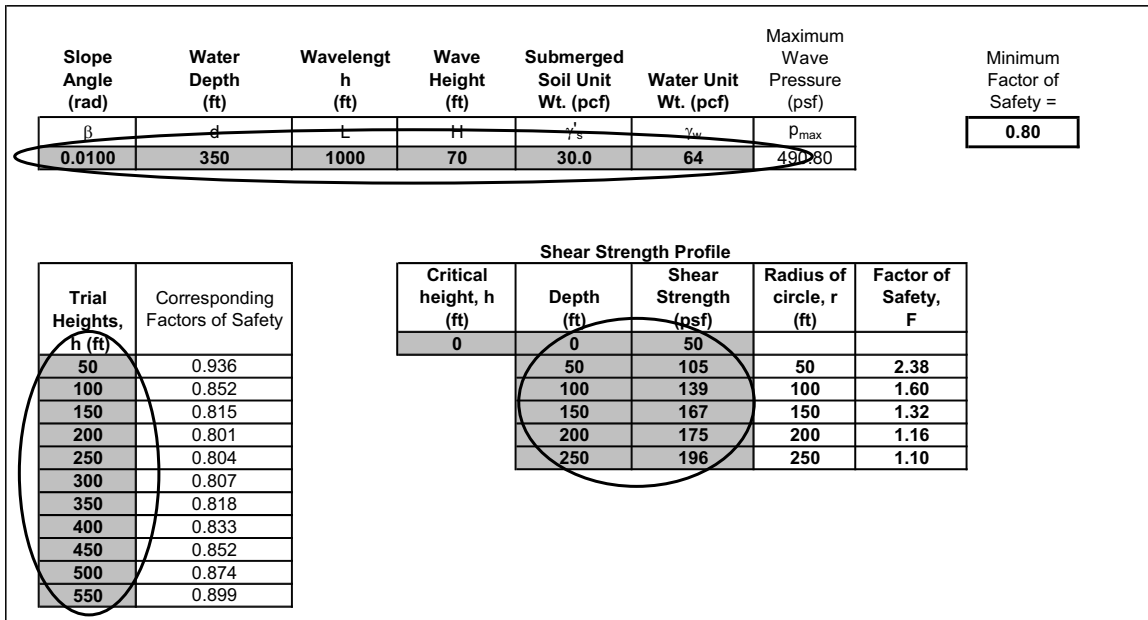 Slope Angle (rad) Water Depth (ft) Wavelengt h (ft) Wave Height (ft) Submerged Soil Unit Wt. (pcf) Water Unit Wt. (pcf) Maximum Wave Pressure (psf) Minimum Factor of Safety =
β d L H γ's γw pmax 0.80
0.0100 350 1000 70 30.0 64 490.80
Shear Strength Profile
Trial Heights, h (ft) Corresponding Factors of Safety
Critical height, h (ft) Depth (ft) Shear Strength (psf) Radius of circle, r (ft) Factor of Safety, F
0 0 50
50 0.936 50 105 50 2.38
100 0.852 100 139 100 1.60
150 0.815 150 167 150 1.32
200 0.801 200 175 200 1.16
250 0.804 250 196 250 1.10
300 0.807
350 0.818
400 0.833
450 0.852
500 0.874
550 0.899